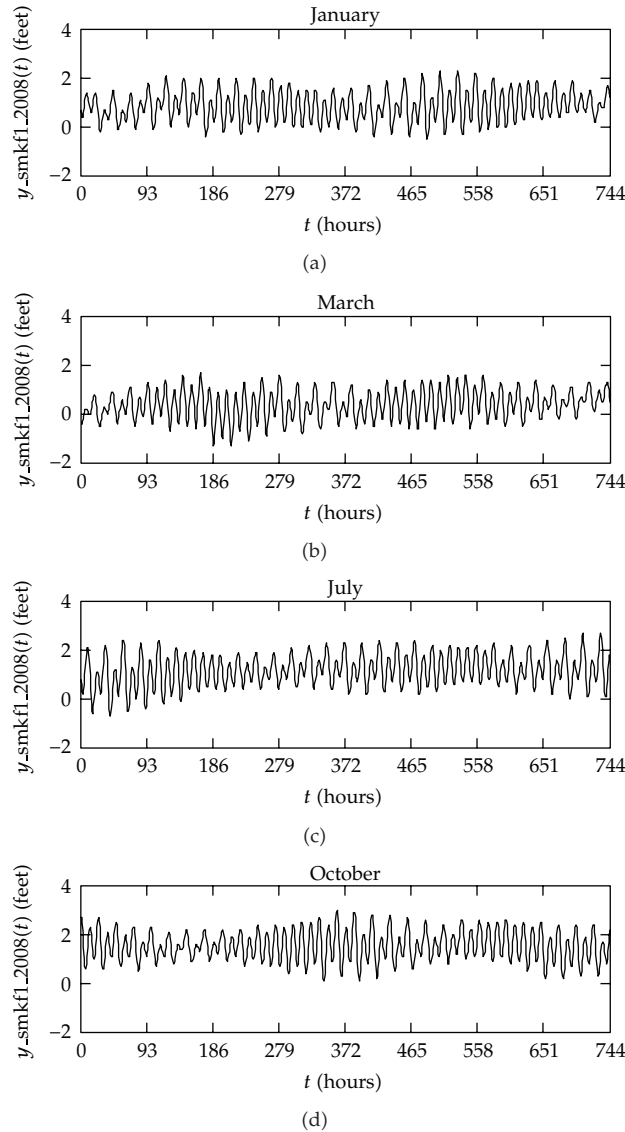 January
y_smkf1_2008(t) (feet)
4
2
0
−2
0 93 186 279 372 465 558 651 744
t (hours)
(a)
March
y_smkf1_2008(t) (feet)
4
2
0
−2
0 93 186 279 372 465 558 651 744
t (hours)
(b)
July
y_smkf1_2008(t) (feet)
4
2
0
−2
0 93 186 279 372 465 558 651 744
t (hours)
(c)
October
y_smkf1_2008(t) (feet)
4
2
0
−2
0 93 186 279 372 465 558 651 744
t (hours)
(d)